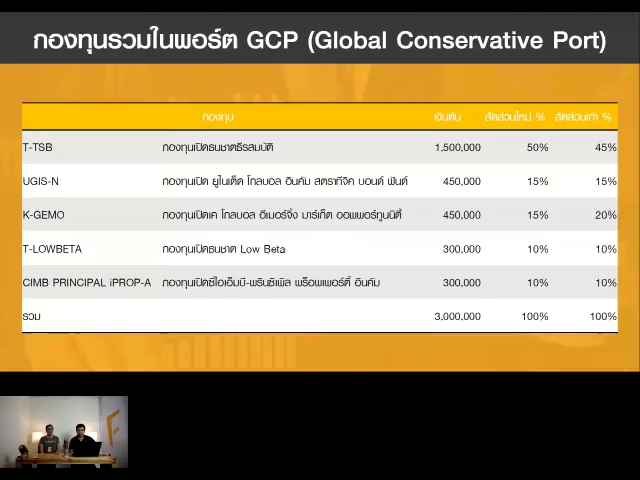 กองทุนรวมในพอร์ต GCP (Global Conservative Port)
กองทุน เงินต้น สัดส่วนใหม่ % สัดส่วนเก่า %
T-TSB กองทุนเปิดธนชาตธีรสมบัติ 1,500,000 50% 45%
UGIS-N กองทุนเปิด ยูไนเต็ด โกลบอล อินคัม สตราทีจิค บอนด์ ฟันด์ 450,000 15% 15%
K-GEMO กองทุนเปิดเค โกลบอล อีเมอร์จิ้ง มาร์เก็ต ออพพอร์ทูนนิตี้ 450,000 15% 20%
T-LOWBETA กองทุนเปิดธนชาต Low Beta 300,000 10% 10%
CIMB PRINCIPAL iPROP-A กองทุนเปิดซีไอเอ็มบี-พรินซิเพิล พร็อพเพอร์ตี้ อินคัม 300,000 10% 10%
รวม 3,000,000 100% 100%